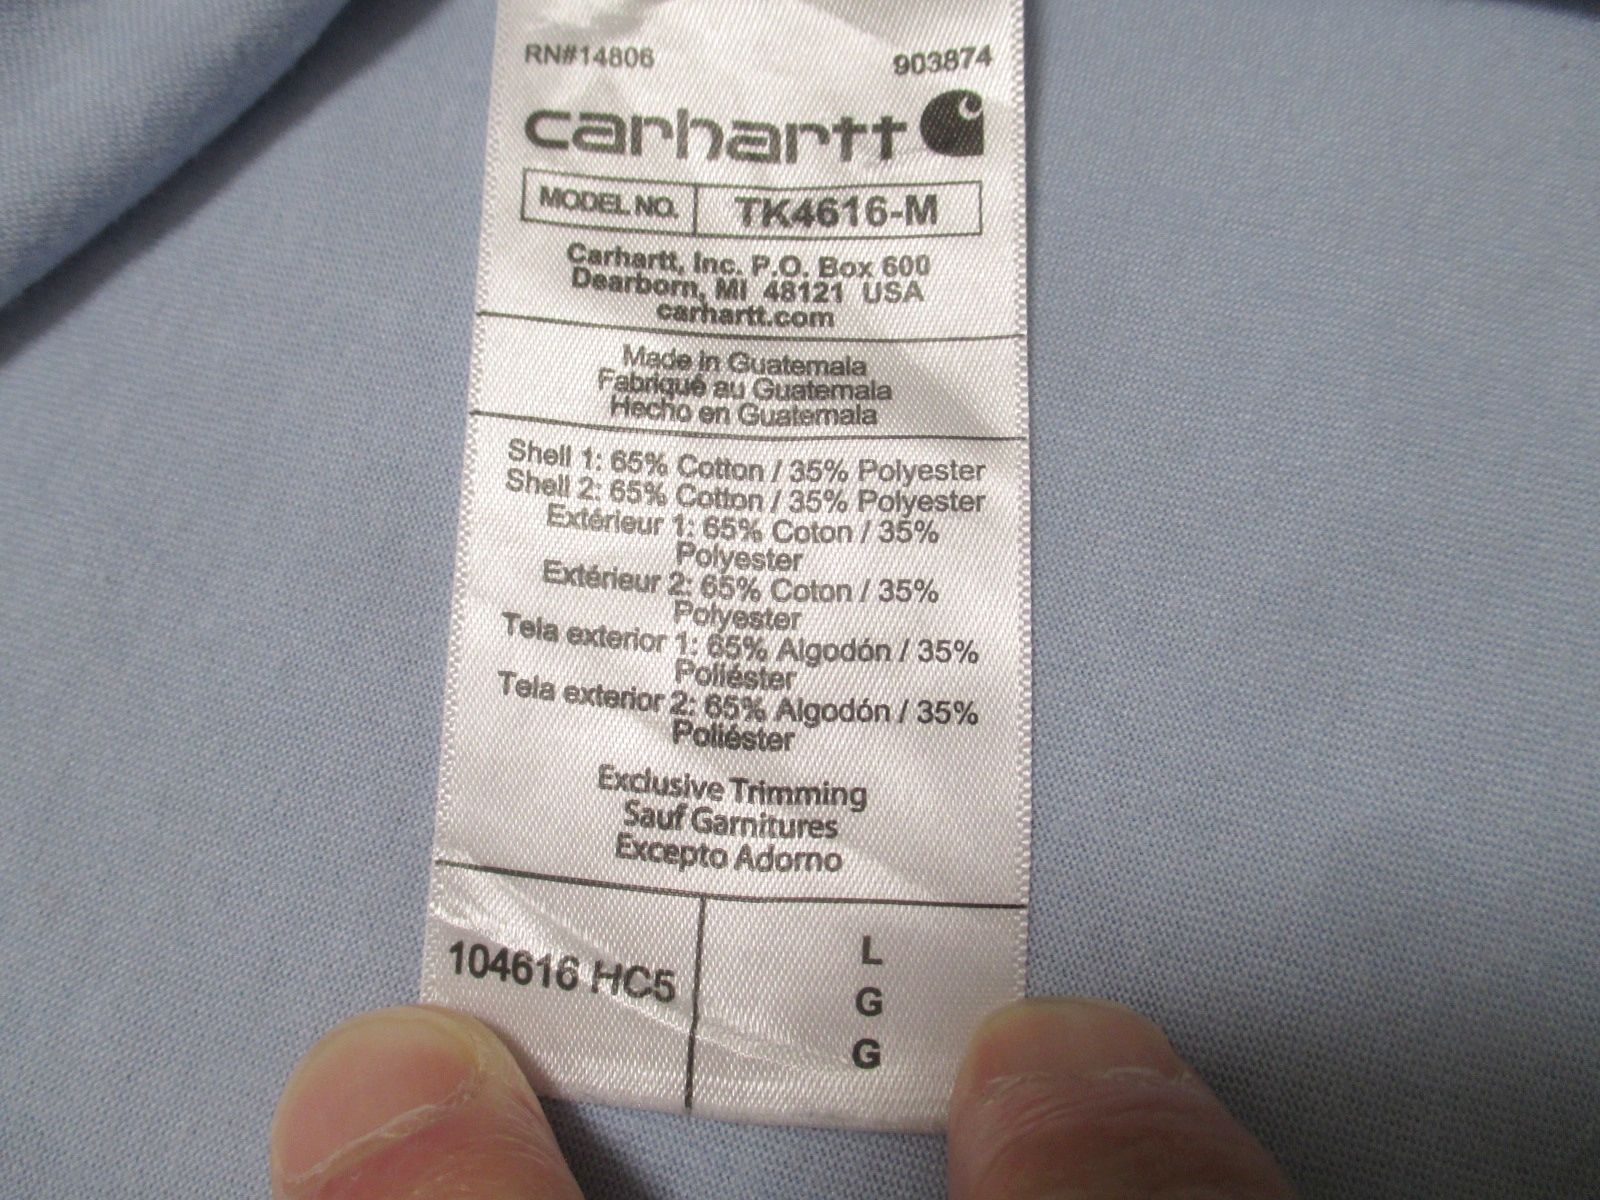 RN#14806 903874
carhartt
MODEL NO. TK4616-M
Carhartt, Inc. P.O. Box 600
Dearborn, MI 48121 USA
carhartt.com
Made in Guatemala
Fabriqué au Guatemala
Hecho en Guatemala
Shell 1: 65% Cotton / 35% Polyester
Shell 2: 65% Cotton / 35% Polyester
Extérieur 1: 65% Coton / 35%
Polyester
Extérieur 2: 65% Coton / 35%
Polyester
Tela exterior 1: 65% Algodón / 35%
Poliéster
Tela exterior 2: 65% Algodón / 35%
Poliéster
Exclusive Trimming
Sauf Garnitures
Excepto Adorno
104616 HC5
L
G
G